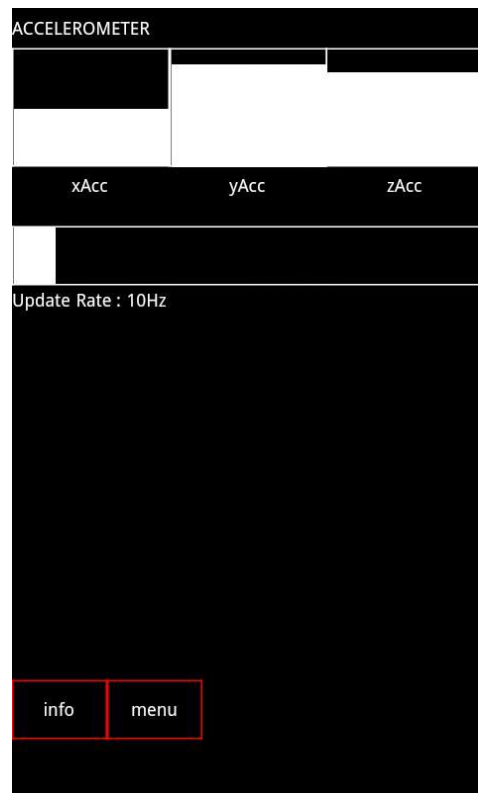 ACCELEROMETER
xAcc yAcc zAcc
Update Rate : 10Hz
info menu